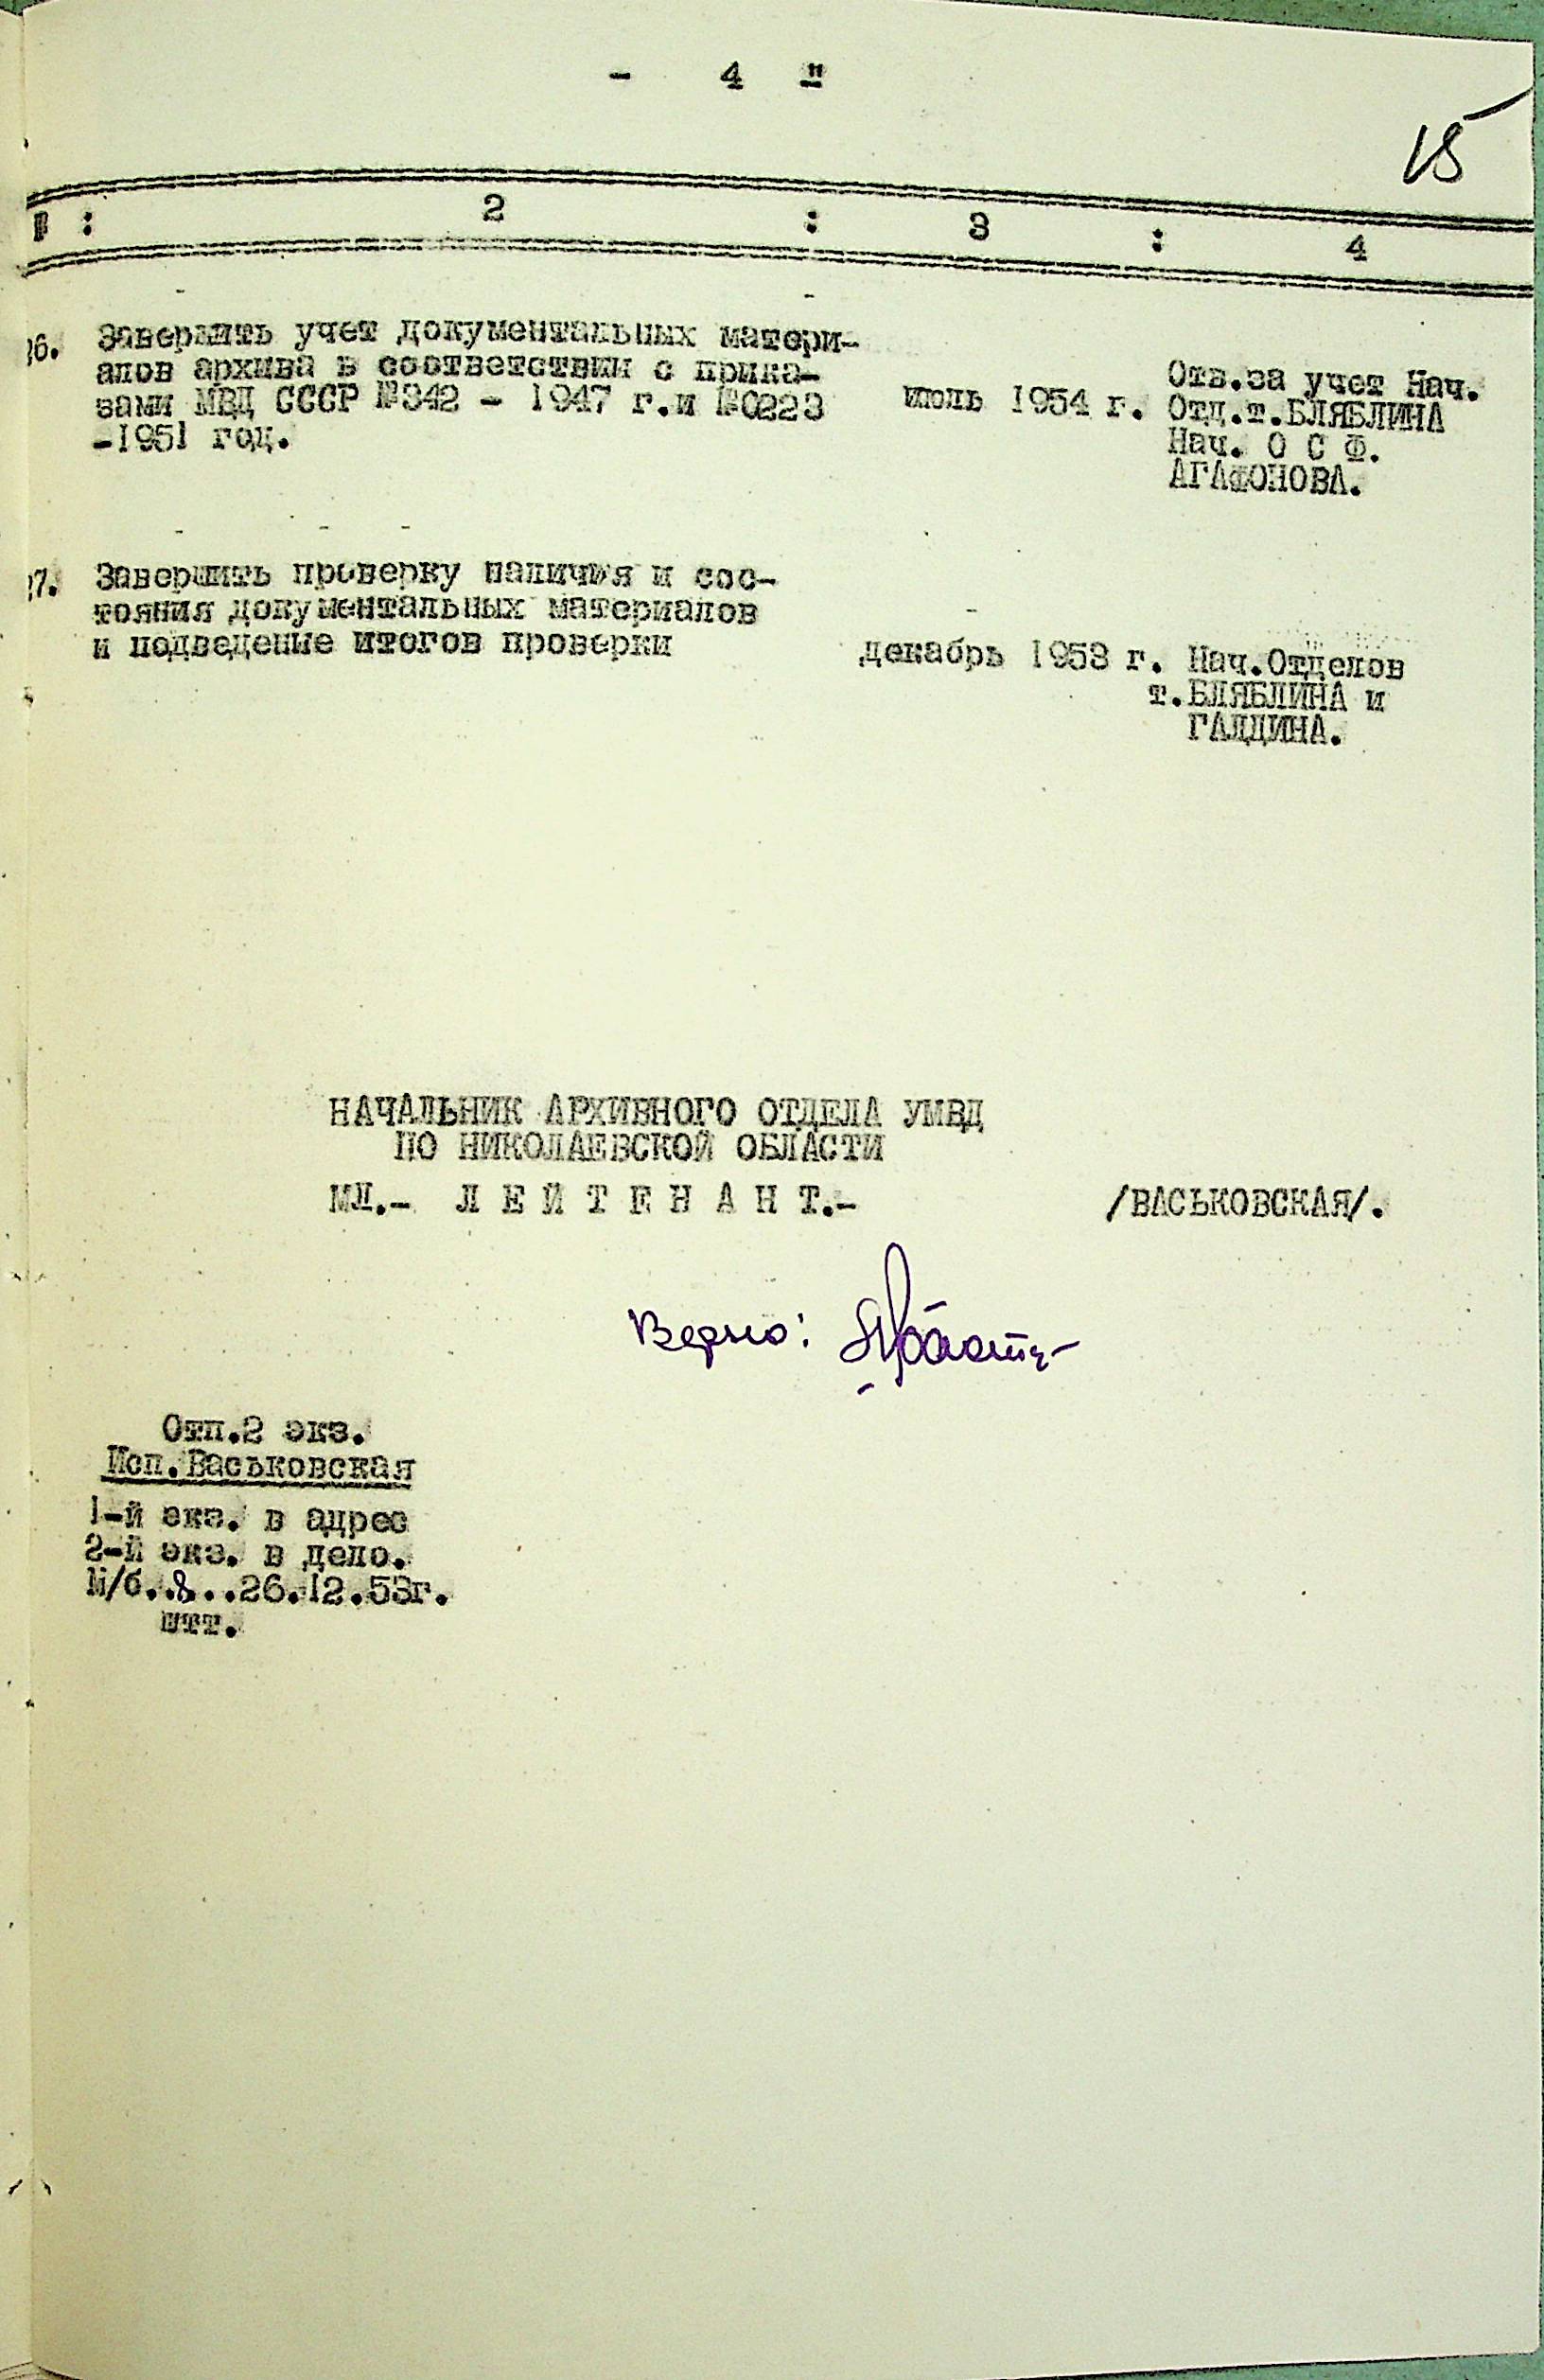 - 4 "
15
1 : 2 : 3 : 4
26. Завершить учет документальных матери-
алов архива в соответствии с прика-
зами МВД СССР №342 - 1947 г.и №0223
-1951 год.
июль 1954 г.
Отв.за учет Нач.
Отд.т.БЛЯБЛИНА
Нач. О С Ф.
АГАФОНОВА.
27. Завершить проверку наличия и сос-
тояния документальных материалов
и подведение итогов проверки
декабрь 1953 г.
Нач.Отделов
т.БЛЯБЛИНА и
ГАЛДИНА.
НАЧАЛЬНИК АРХИВНОГО ОТДЕЛА УМВД
ПО НИКОЛАЕВСКОЙ ОБЛАСТИ
МЛ.- Л Е Й Т Е Н А Н Т.- /ВАСЬКОВСКАЯ/.
Верно:
Отп.2 экз.
Исп.Васьковская
1-й экз. в адрес
2-й экз. в дело.
М/б..8...26.12.53г.
штт.